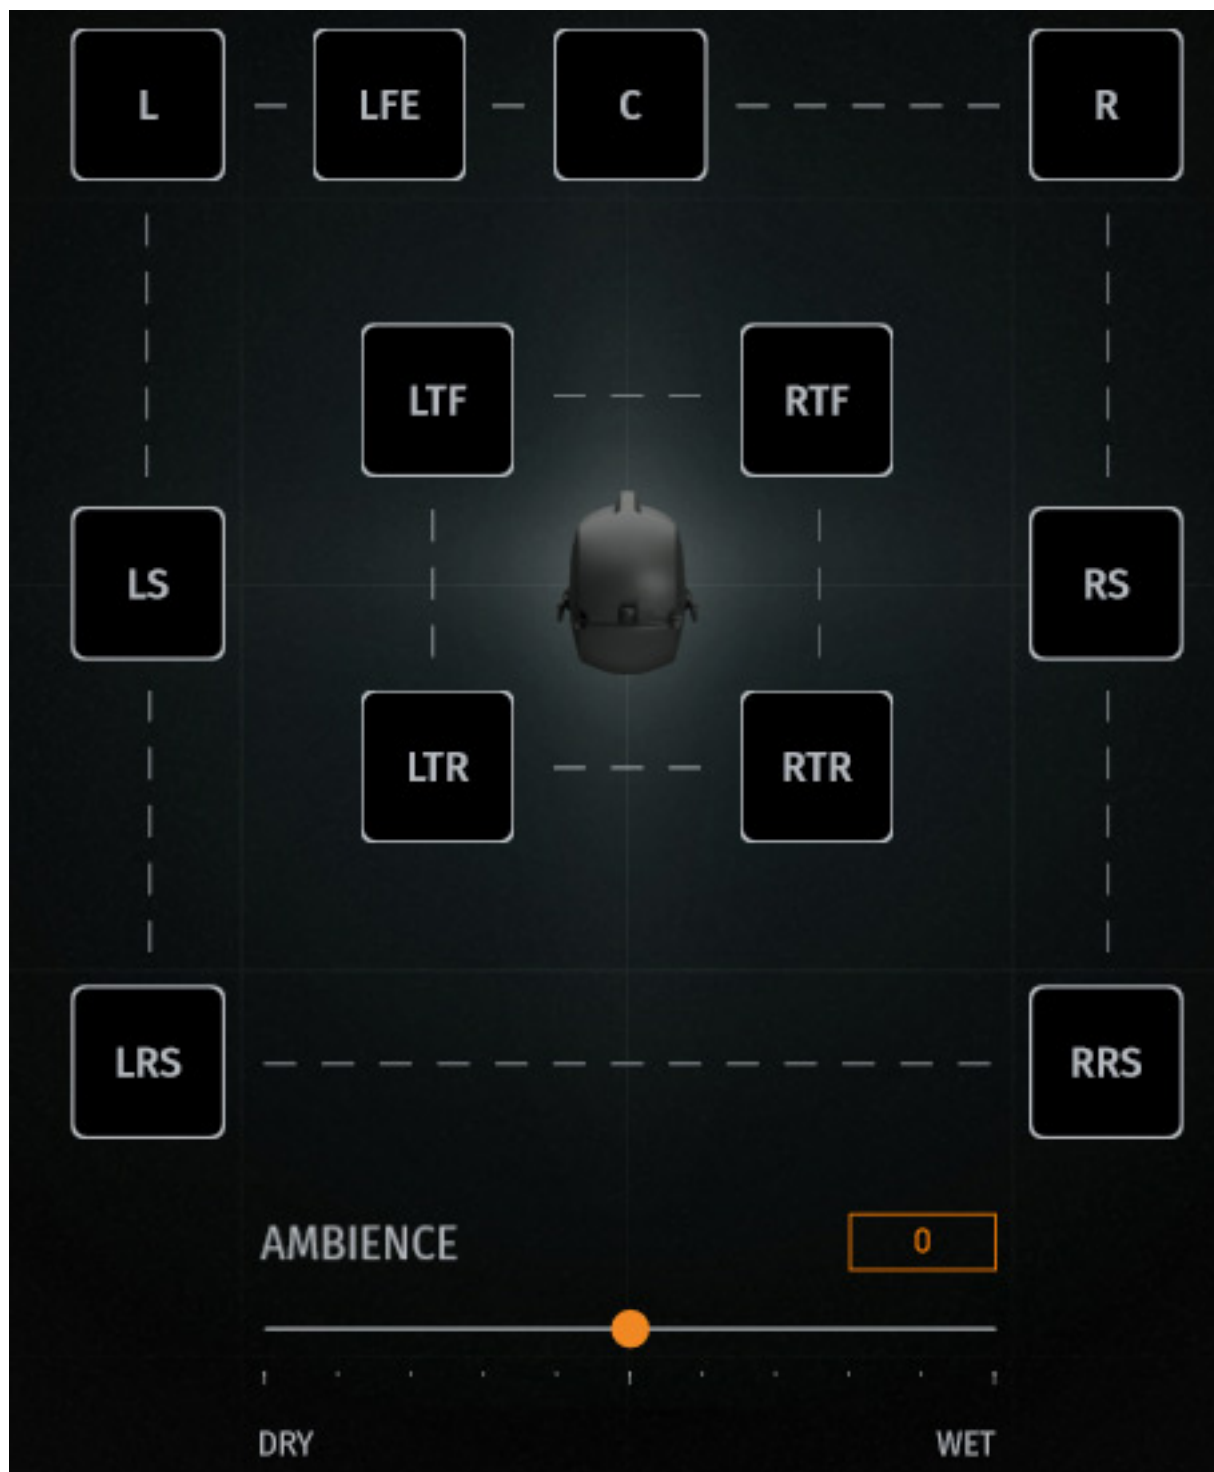 L LFE C R
LTF RTF
LS RS
LTR RTR
LRS RRS
AMBIENCE 0
DRY WET